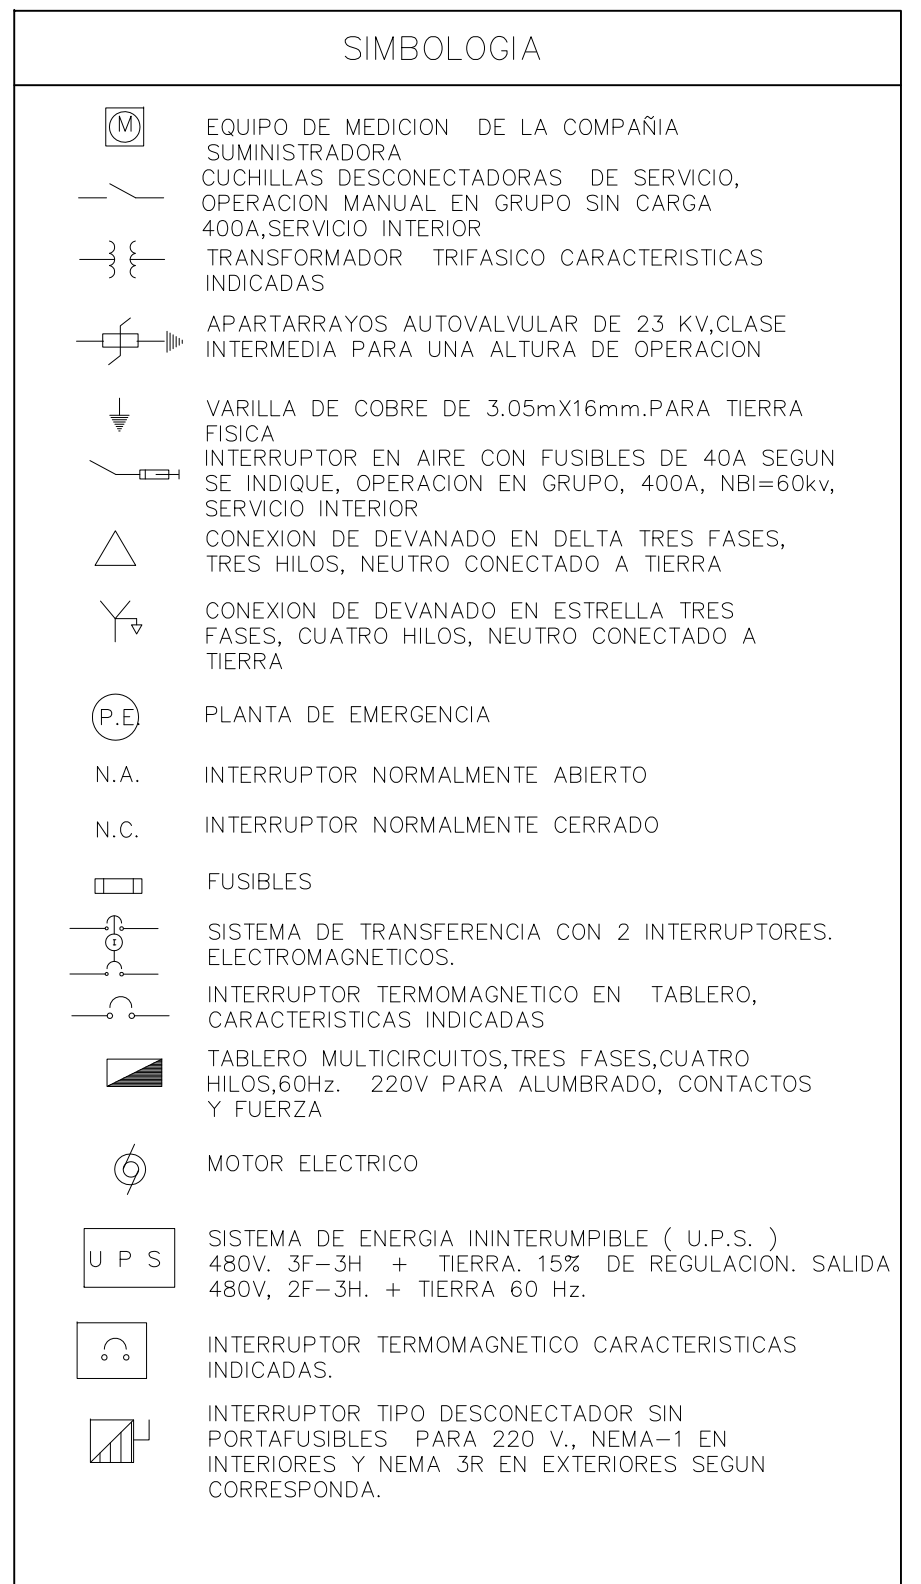 SIMBOLOGIA
M
EQUIPO DE MEDICION DE LA COMPAÑIA
SUMINISTRADORA
CUCHILLAS DESCONECTADORAS DE SERVICIO,
OPERACION MANUAL EN GRUPO SIN CARGA
400A,SERVICIO INTERIOR
TRANSFORMADOR TRIFASICO CARACTERISTICAS
INDICADAS
APARTARRAYOS AUTOVALVULAR DE 23 KV,CLASE
INTERMEDIA PARA UNA ALTURA DE OPERACION
VARILLA DE COBRE DE 3.05mX16mm.PARA TIERRA
FISICA
INTERRUPTOR EN AIRE CON FUSIBLES DE 40A SEGUN
SE INDIQUE, OPERACION EN GRUPO, 400A, NBI=60kv,
SERVICIO INTERIOR
CONEXION DE DEVANADO EN DELTA TRES FASES,
TRES HILOS, NEUTRO CONECTADO A TIERRA
CONEXION DE DEVANADO EN ESTRELLA TRES
FASES, CUATRO HILOS, NEUTRO CONECTADO A
TIERRA
P.E. PLANTA DE EMERGENCIA
N.A. INTERRUPTOR NORMALMENTE ABIERTO
N.C. INTERRUPTOR NORMALMENTE CERRADO
FUSIBLES
I
SISTEMA DE TRANSFERENCIA CON 2 INTERRUPTORES.
ELECTROMAGNETICOS.
INTERRUPTOR TERMOMAGNETICO EN TABLERO,
CARACTERISTICAS INDICADAS
TABLERO MULTICIRCUITOS,TRES FASES,CUATRO
HILOS,60Hz. 220V PARA ALUMBRADO, CONTACTOS
Y FUERZA
MOTOR ELECTRICO
U P S
SISTEMA DE ENERGIA ININTERUMPIBLE ( U.P.S. )
480V. 3F-3H + TIERRA. 15% DE REGULACION. SALIDA
480V, 2F-3H. + TIERRA 60 Hz.
INTERRUPTOR TERMOMAGNETICO CARACTERISTICAS
INDICADAS.
INTERRUPTOR TIPO DESCONECTADOR SIN
PORTAFUSIBLES PARA 220 V., NEMA-1 EN
INTERIORES Y NEMA 3R EN EXTERIORES SEGUN
CORRESPONDA.